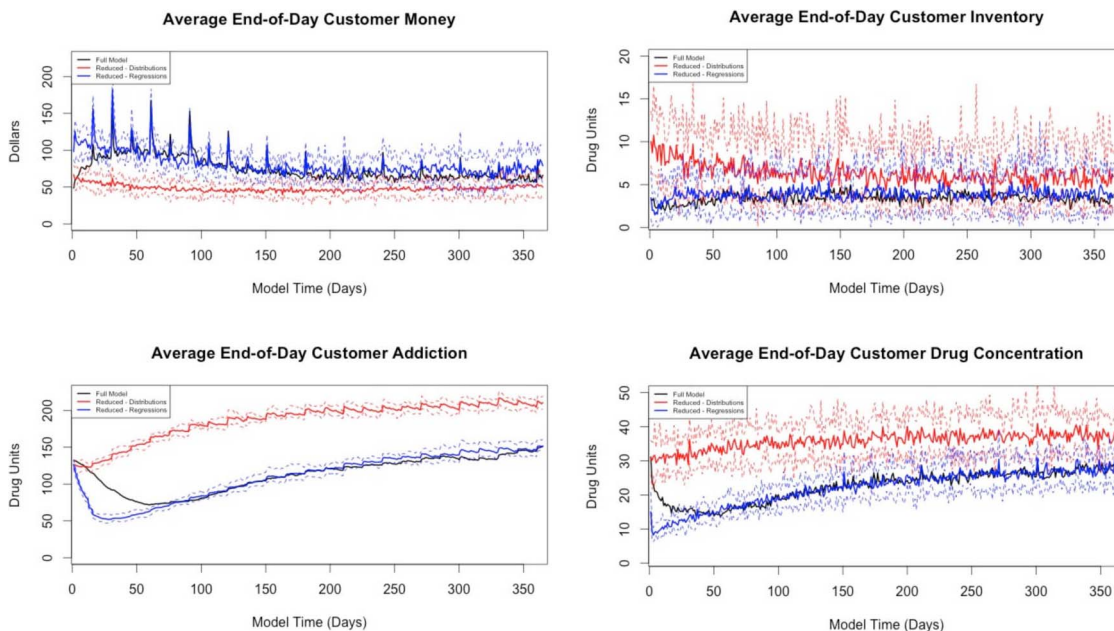 Average End-of-Day Customer Money
Dollars
0 50 100 150 200
Full Model
Reduced - Distributions
Reduced - Regressions
0 50 100 150 200 250 300 350
Model Time (Days)
Average End-of-Day Customer Inventory
Drug Units
0 5 10 15 20
Full Model
Reduced - Distributions
Reduced - Regressions
0 50 100 150 200 250 300 350
Model Time (Days)
Average End-of-Day Customer Addiction
Drug Units
0 50 100 150 200
Full Model
Reduced - Distributions
Reduced - Regressions
0 50 100 150 200 250 300 350
Model Time (Days)
Average End-of-Day Customer Drug Concentration
Drug Units
0 10 20 30 40 50
Full Model
Reduced - Distributions
Reduced - Regressions
0 50 100 150 200 250 300 350
Model Time (Days)